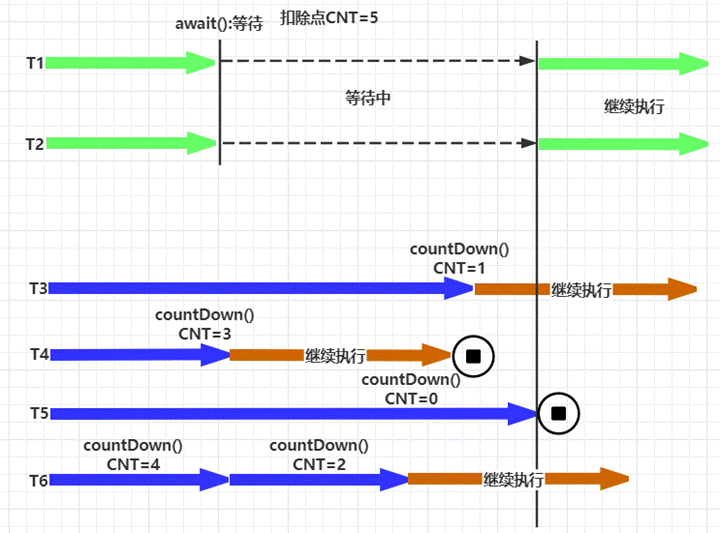 await():等待
扣除点CNT=5
T1
等待中
继续执行
T2
countDown()
CNT=1
T3
继续执行
countDown()
CNT=3
T4
继续执行
countDown()
CNT=0
T5
countDown()
CNT=4
countDown()
CNT=2
T6
继续执行